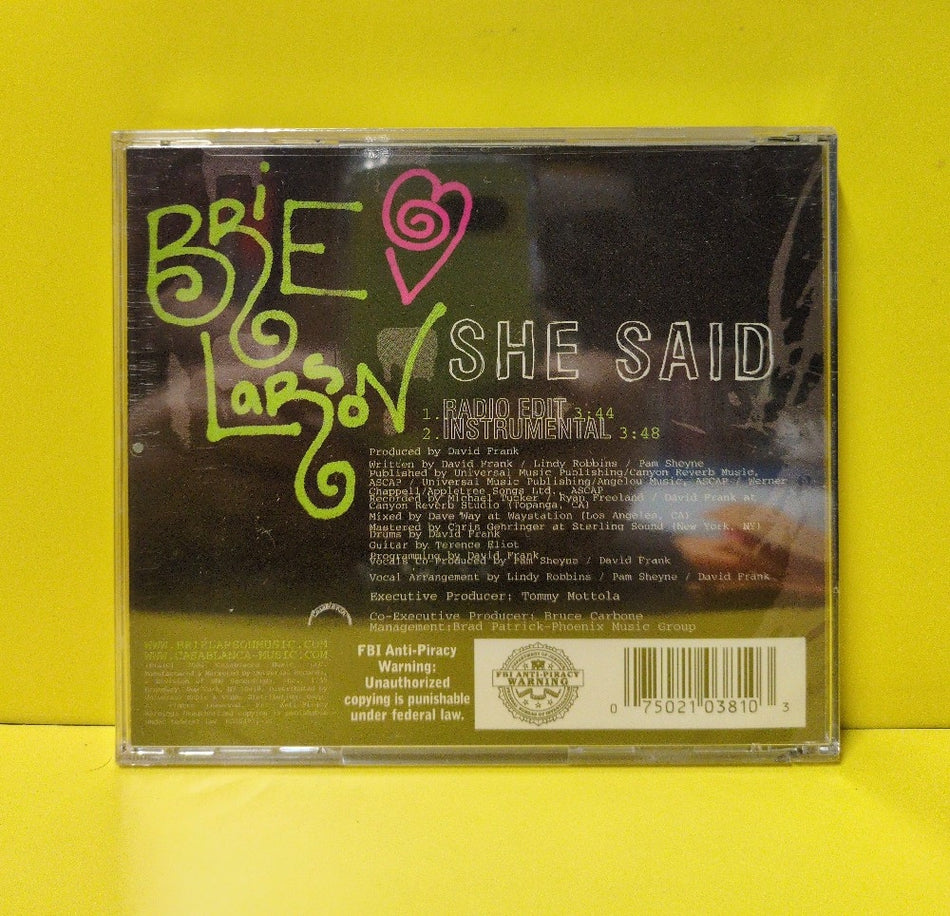 BRiE
LarsoN
SHE SAID
1. RADIO EDIT 3:44
2. INSTRUMENTAL 3:48
Produced by David Frank
Written by David Frank / Lindy Robbins / Pam Sheyne
Published by Universal Music Publishing/Canyon Reverb Music,
ASCAP / Universal Music Publishing/Angelou Music, ASCAP / Werner
Chappell/Appletree Songs Ltd., ASCAP
Recorded by Michael Tucker / Ryan Freeland / David Frank at
Canyon Reverb Studio (Topanga, CA)
Mixed by Dave Way at Waystation (Los Angeles, CA)
Mastered by Chris Gehringer at Sterling Sound (New York, NY)
Drums by David Frank
Guitar by Terence Eliot
Programming by David Frank
Vocals Co-Produced by Pam Sheyne / David Frank
Vocal Arrangement by Lindy Robbins / Pam Sheyne / David Frank
Executive Producer: Tommy Mottola
Co-Executive Producer: Bruce Carbone
Management:Brad Patrick-Phoenix Music Group
WWW.BRIELARSONMUSIC.COM
WWW.CASABLANCA-MUSIC.COM
FBI Anti-Piracy
Warning:
Unauthorized
copying is punishable
under federal law.
FBI ANTI-PIRACY
WARNING
0 75021 03810 3